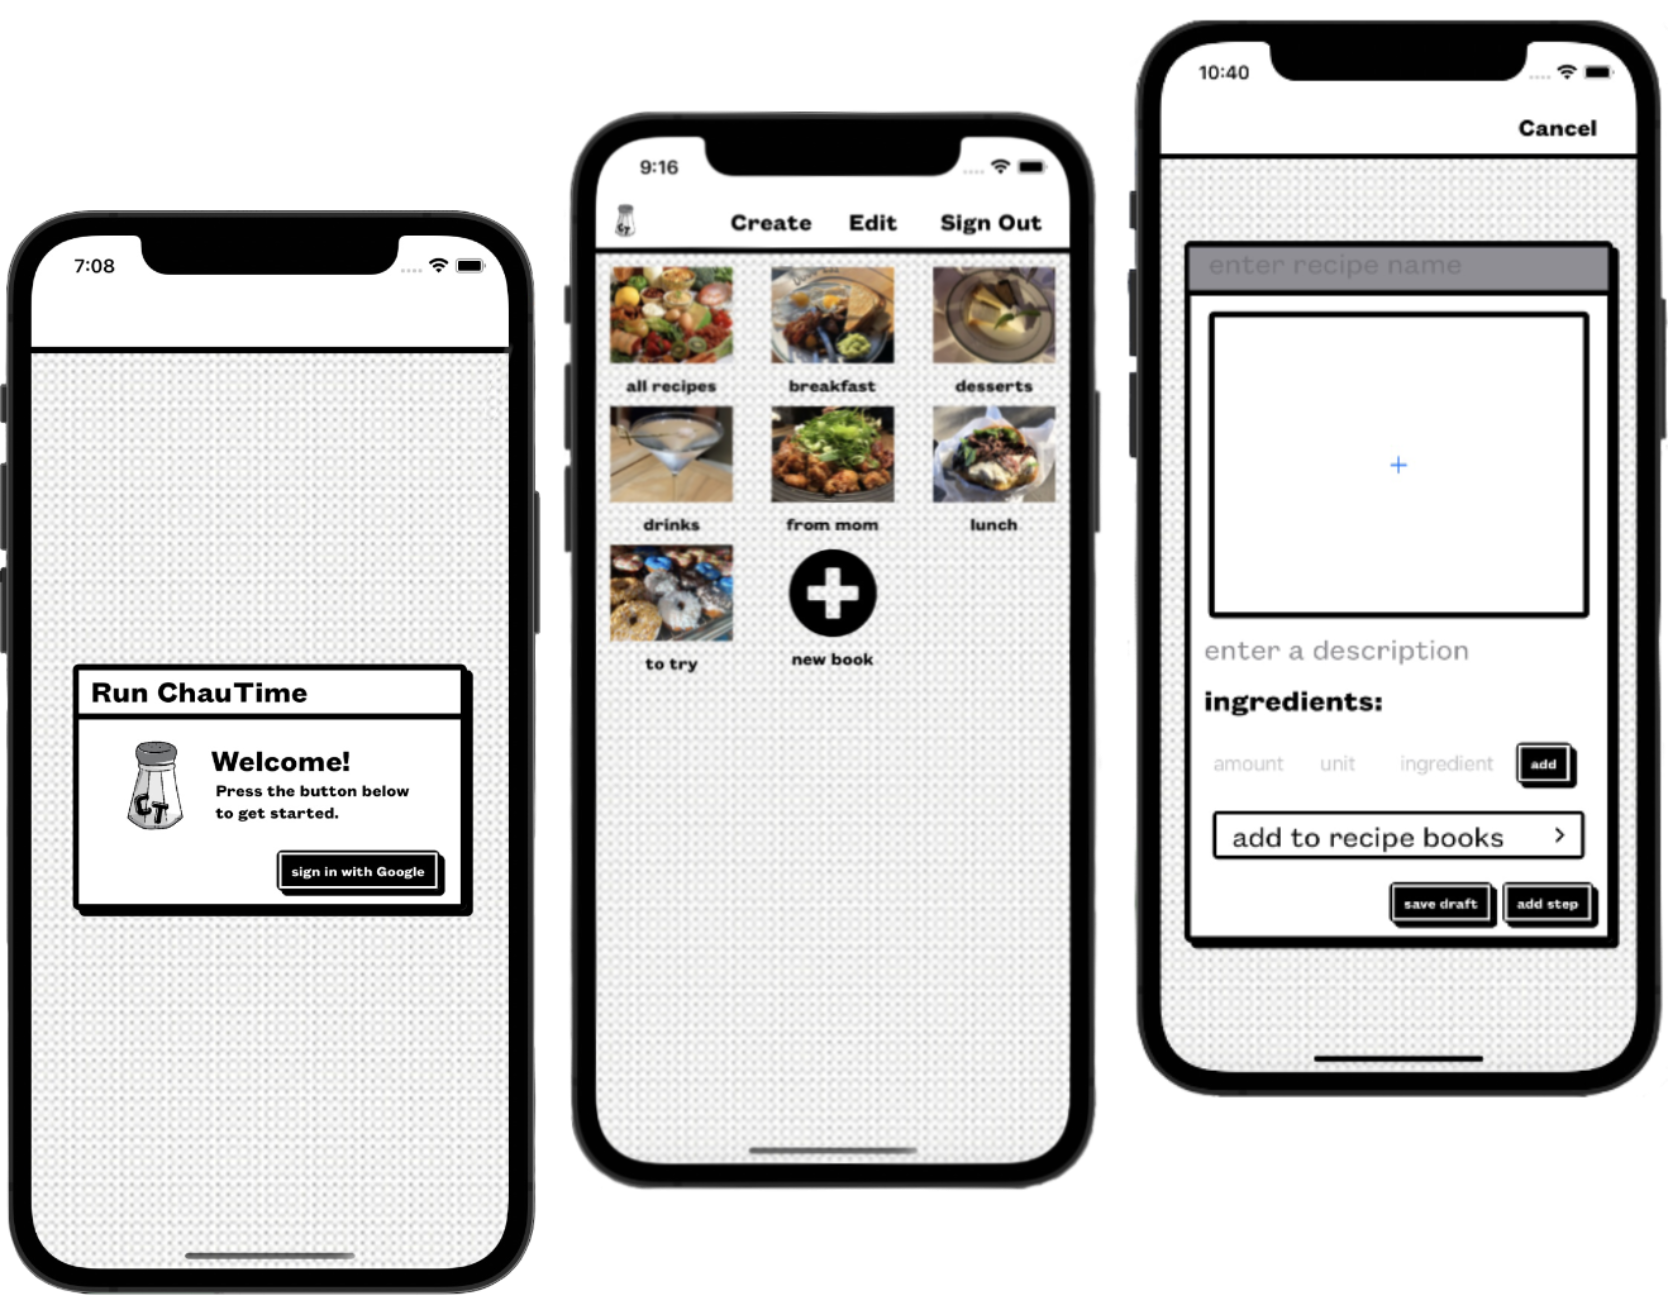 7:08
Run ChauTime
CT
Welcome!
Press the button below
to get started.
sign in with Google
9:16
CT
Create Edit Sign Out
all recipes breakfast desserts
drinks from mom lunch
to try new book
10:40
Cancel
enter recipe name
enter a description
ingredients:
amount unit ingredient add
add to recipe books
save draft add step